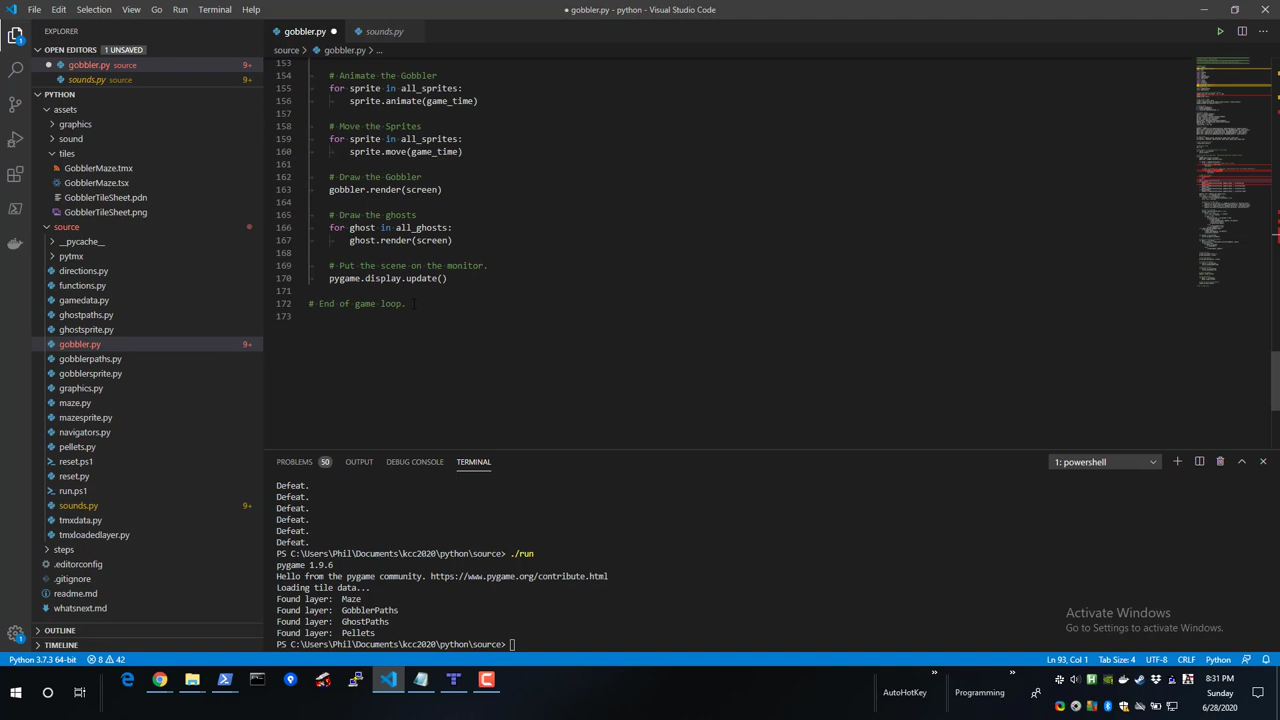 File Edit Selection View Go Run Terminal Help
● gobbler.py - python - Visual Studio Code
EXPLORER
gobbler.py ●
sounds.py
OPEN EDITORS 1 UNSAVED
source > gobbler.py > ...
gobbler.py source 9+
sounds.py source 9+
PYTHON
assets
graphics
sound
tiles
GobblerMaze.tmx
GobblerMaze.tsx
GobblerTileSheet.pdn
GobblerTileSheet.png
source
__pycache__
pytmx
directions.py
functions.py
gamedata.py
ghostpaths.py
ghostsprite.py
gobbler.py 9+
gobblerpaths.py
gobblersprite.py
graphics.py
maze.py
mazesprite.py
navigators.py
pellets.py
reset.ps1
reset.py
run.ps1
sounds.py 9+
tmxdata.py
tmxloadedlayer.py
steps
.editorconfig
.gitignore
readme.md
whatsnext.md
OUTLINE
TIMELINE
153
154 # Animate the Gobbler
155 for sprite in all_sprites:
156 sprite.animate(game_time)
157
158 # Move the Sprites
159 for sprite in all_sprites:
160 sprite.move(game_time)
161
162 # Draw the Gobbler
163 gobbler.render(screen)
164
165 # Draw the ghosts
166 for ghost in all_ghosts:
167 ghost.render(screen)
168
169 # Put the scene on the monitor.
170 pygame.display.update()
171
172 # End of game loop.
173
PROBLEMS 50 OUTPUT DEBUG CONSOLE TERMINAL 1: powershell
Defeat.
Defeat.
Defeat.
Defeat.
Defeat.
Defeat.
PS C:\Users\Phil\Documents\kcc2020\python\source> ./run
pygame 1.9.6
Hello from the pygame community. https://www.pygame.org/contribute.html
Loading tile data...
Found layer: Maze
Found layer: GobblerPaths
Found layer: GhostPaths
Found layer: Pellets
PS C:\Users\Phil\Documents\kcc2020\python\source>
Activate Windows
Go to Settings to activate Windows.
Python 3.7.3 64-bit 8 42 Ln 93, Col 1 Tab Size: 4 UTF-8 CRLF Python
AutoHotKey Programming
8:31 PM
Sunday
6/28/2020